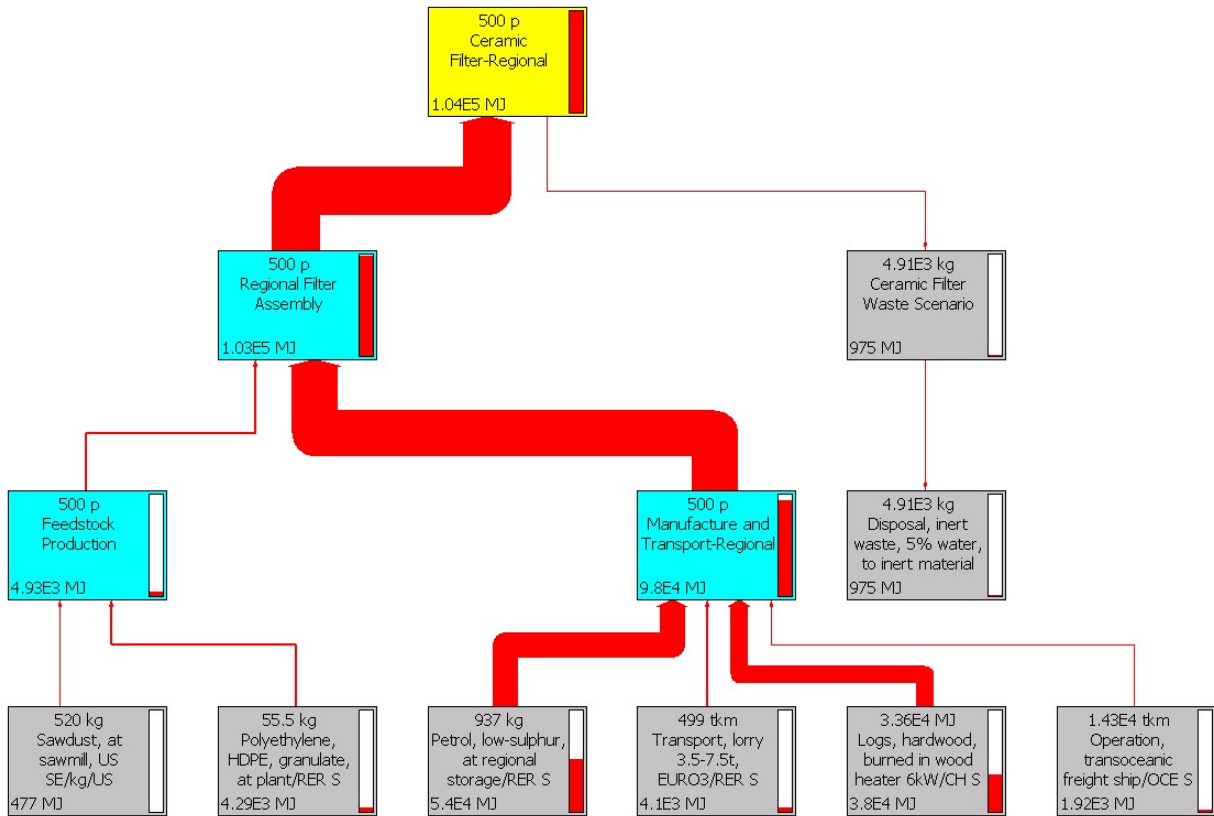 500 p
Ceramic
Filter-Regional
1.04E5 MJ
500 p
Regional Filter
Assembly
1.03E5 MJ
4.91E3 kg
Ceramic Filter
Waste Scenario
975 MJ
500 p
Feedstock
Production
4.93E3 MJ
500 p
Manufacture and
Transport-Regional
9.8E4 MJ
4.91E3 kg
Disposal, inert
waste, 5% water,
to inert material
975 MJ
520 kg
Sawdust, at
sawmill, US
SE/kg/US
477 MJ
55.5 kg
Polyethylene,
HDPE, granulate,
at plant/RER S
4.29E3 MJ
937 kg
Petrol, low-sulphur,
at regional
storage/RER S
5.4E4 MJ
499 tkm
Transport, lorry
3.5-7.5t,
EURO3/RER S
4.1E3 MJ
3.36E4 MJ
Logs, hardwood,
burned in wood
heater 6kW/CH S
3.8E4 MJ
1.43E4 tkm
Operation,
transoceanic
freight ship/OCE S
1.92E3 MJ